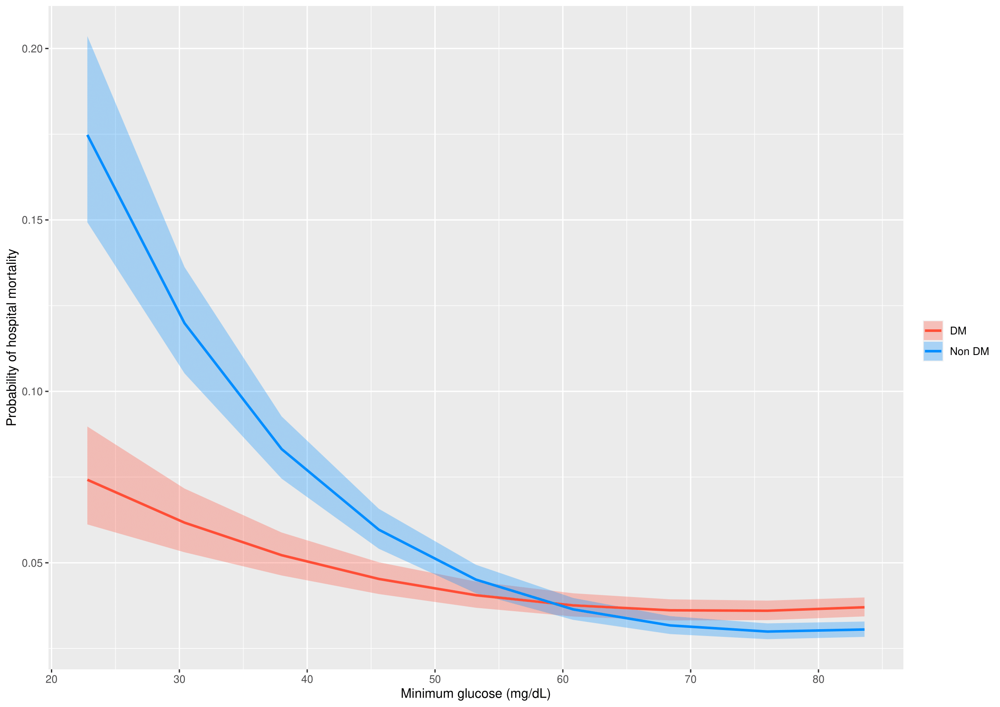 Probability of hospital mortality
0.20
0.15
0.10
0.05
20 30 40 50 60 70 80
Minimum glucose (mg/dL)
DM
Non DM